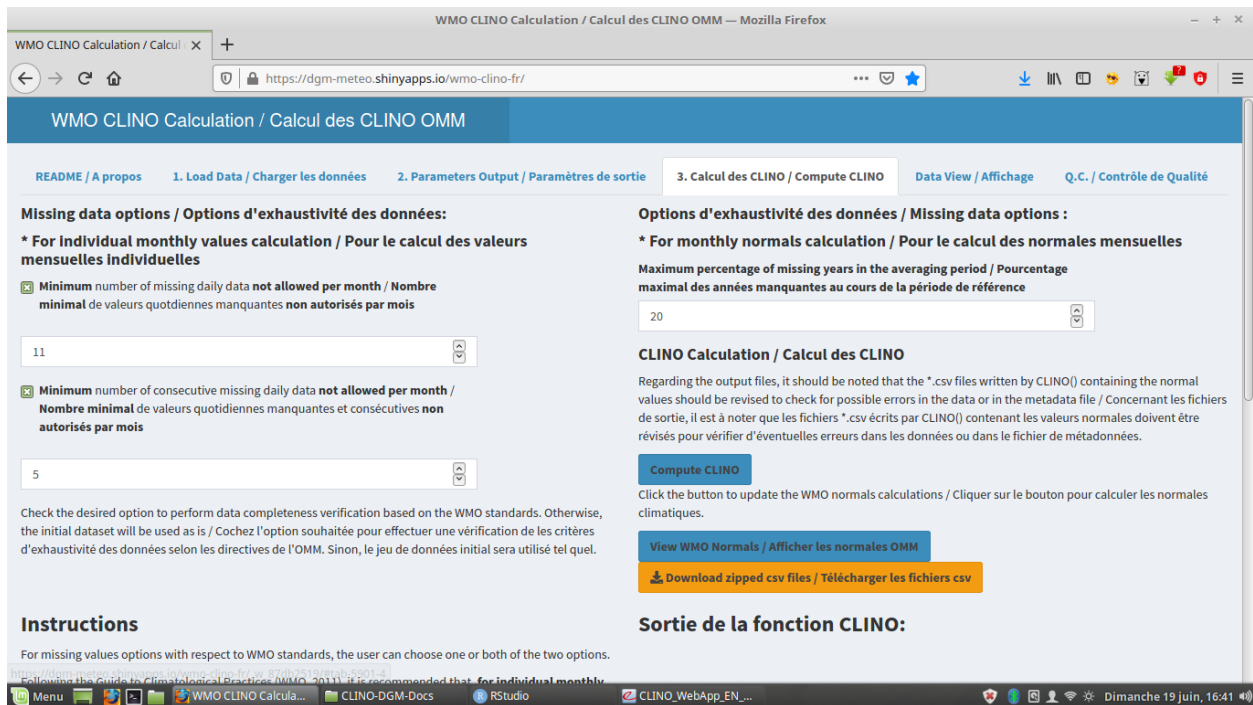 WMO CLINO Calculation / Calcul des CLINO OMM — Mozilla Firefox
WMO CLINO Calculation / Calcul
https://dgm-meteo.shinyapps.io/wmo-clino-fr/
WMO CLINO Calculation / Calcul des CLINO OMM
README / A propos
1. Load Data / Charger les données
2. Parameters Output / Paramètres de sortie
3. Calcul des CLINO / Compute CLINO
Data View / Affichage
Q.C. / Contrôle de Qualité
Missing data options / Options d'exhaustivité des données:
* For individual monthly values calculation / Pour le calcul des valeurs
mensuelles individuelles
Minimum number of missing daily data not allowed per month / Nombre
minimal de valeurs quotdiennes manquantes non autorisés par mois
11
Minimum number of consecutive missing daily data not allowed per month /
Nombre minimal de valeurs quotidiennes manquantes et consécutives non
autorisés par mois
5
Check the desired option to perform data completeness verification based on the WMO standards. Otherwise,
the initial dataset will be used as is / Cochez l'option souhaitée pour effectuer une vérification de les critères
d'exhaustivité des données selon les directives de l'OMM. Sinon, le jeu de données initial sera utilisé tel quel.
Instructions
For missing values options with respect to WMO standards, the user can choose one or both of the two options.
Following the Guide to Climatological Practices (WMO, 2011), it is recommended that, for individual monthly
Options d'exhaustivité des données / Missing data options :
* For monthly normals calculation / Pour le calcul des normales mensuelles
Maximum percentage of missing years in the averaging period / Pourcentage
maximal des années manquantes au cours de la période de référence
20
CLINO Calculation / Calcul des CLINO
Regarding the output files, it should be noted that the *.csv files written by CLINO() containing the normal
values should be revised to check for possible errors in the data or in the metadata file / Concernant les fichiers
de sortie, il est à noter que les fichiers *.csv écrits par CLINO() contenant les valeurs normales doivent être
révisés pour vérifier d'éventuelles erreurs dans les données ou dans le fichier de métadonnées.
Compute CLINO
Click the button to update the WMO normals calculations / Cliquer sur le bouton pour calculer les normales
climatiques.
View WMO Normals / Afficher les normales OMM
Download zipped csv files / Télécharger les fichiers csv
Sortie de la fonction CLINO:
Menu
WMO CLINO Calcula...
CLINO-DGM-Docs
RStudio
CLINO_WebApp_EN_...
Dimanche 19 juin, 16:41